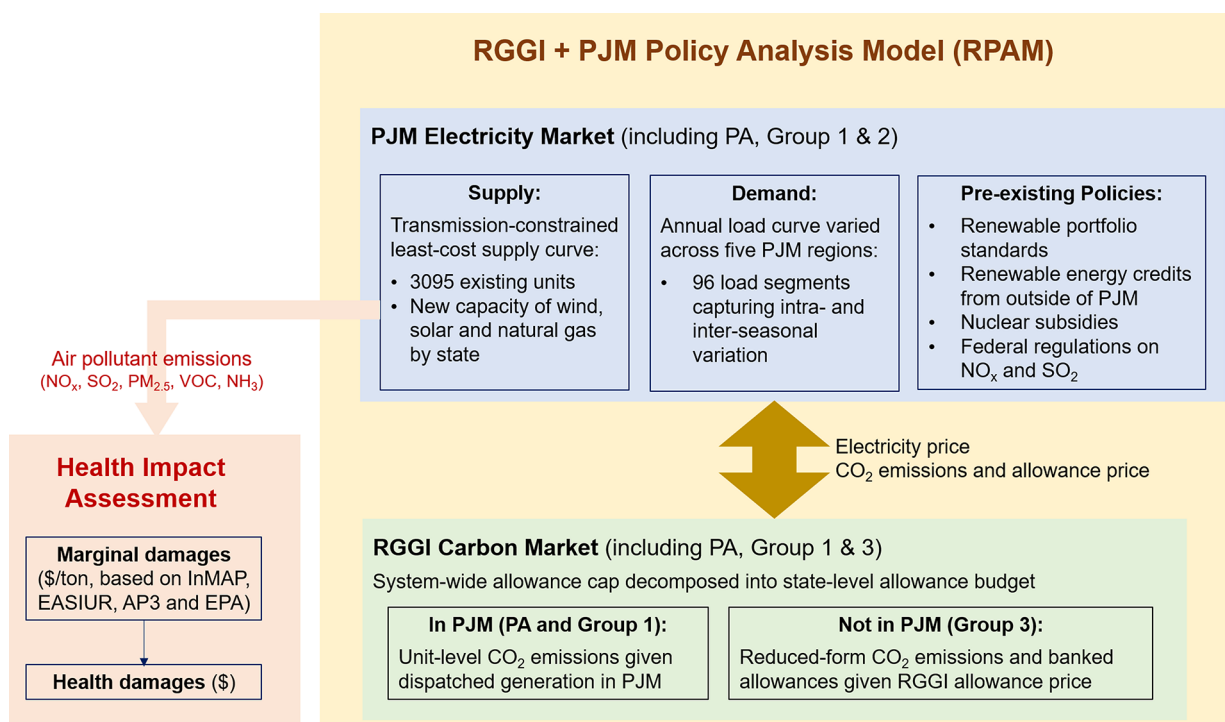 RGGI + PJM Policy Analysis Model (RPAM)
PJM Electricity Market (including PA, Group 1 & 2)
Supply:
Transmission-constrained
least-cost supply curve:
• 3095 existing units
• New capacity of wind,
solar and natural gas
by state
Demand:
Annual load curve varied
across five PJM regions:
• 96 load segments
capturing intra- and
inter-seasonal
variation
Pre-existing Policies:
• Renewable portfolio
standards
• Renewable energy credits
from outside of PJM
• Nuclear subsidies
• Federal regulations on
NOₓ and SO₂
Air pollutant emissions
(NOₓ, SO₂, PM₂.₅, VOC, NH₃)
Health Impact
Assessment
Marginal damages
($/ton, based on InMAP,
EASIUR, AP3 and EPA)
Health damages ($)
Electricity price
CO₂ emissions and allowance price
RGGI Carbon Market (including PA, Group 1 & 3)
System-wide allowance cap decomposed into state-level allowance budget
In PJM (PA and Group 1):
Unit-level CO₂ emissions given
dispatched generation in PJM
Not in PJM (Group 3):
Reduced-form CO₂ emissions and banked
allowances given RGGI allowance price